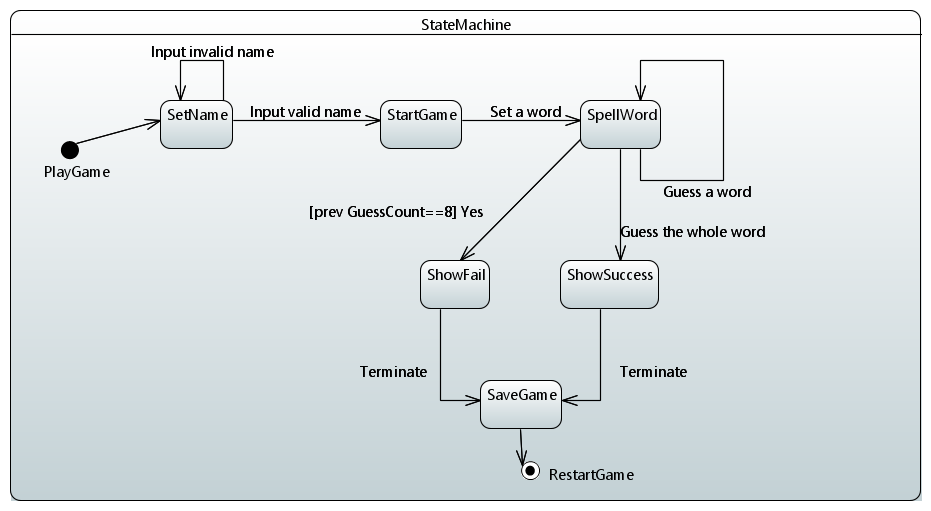 StateMachine
Input invalid name
SetName
Input valid name
StartGame
Set a word
SpellWord
PlayGame
Guess a word
[prev GuessCount==8] Yes
Guess the whole word
ShowFail
ShowSuccess
Terminate
Terminate
SaveGame
RestartGame